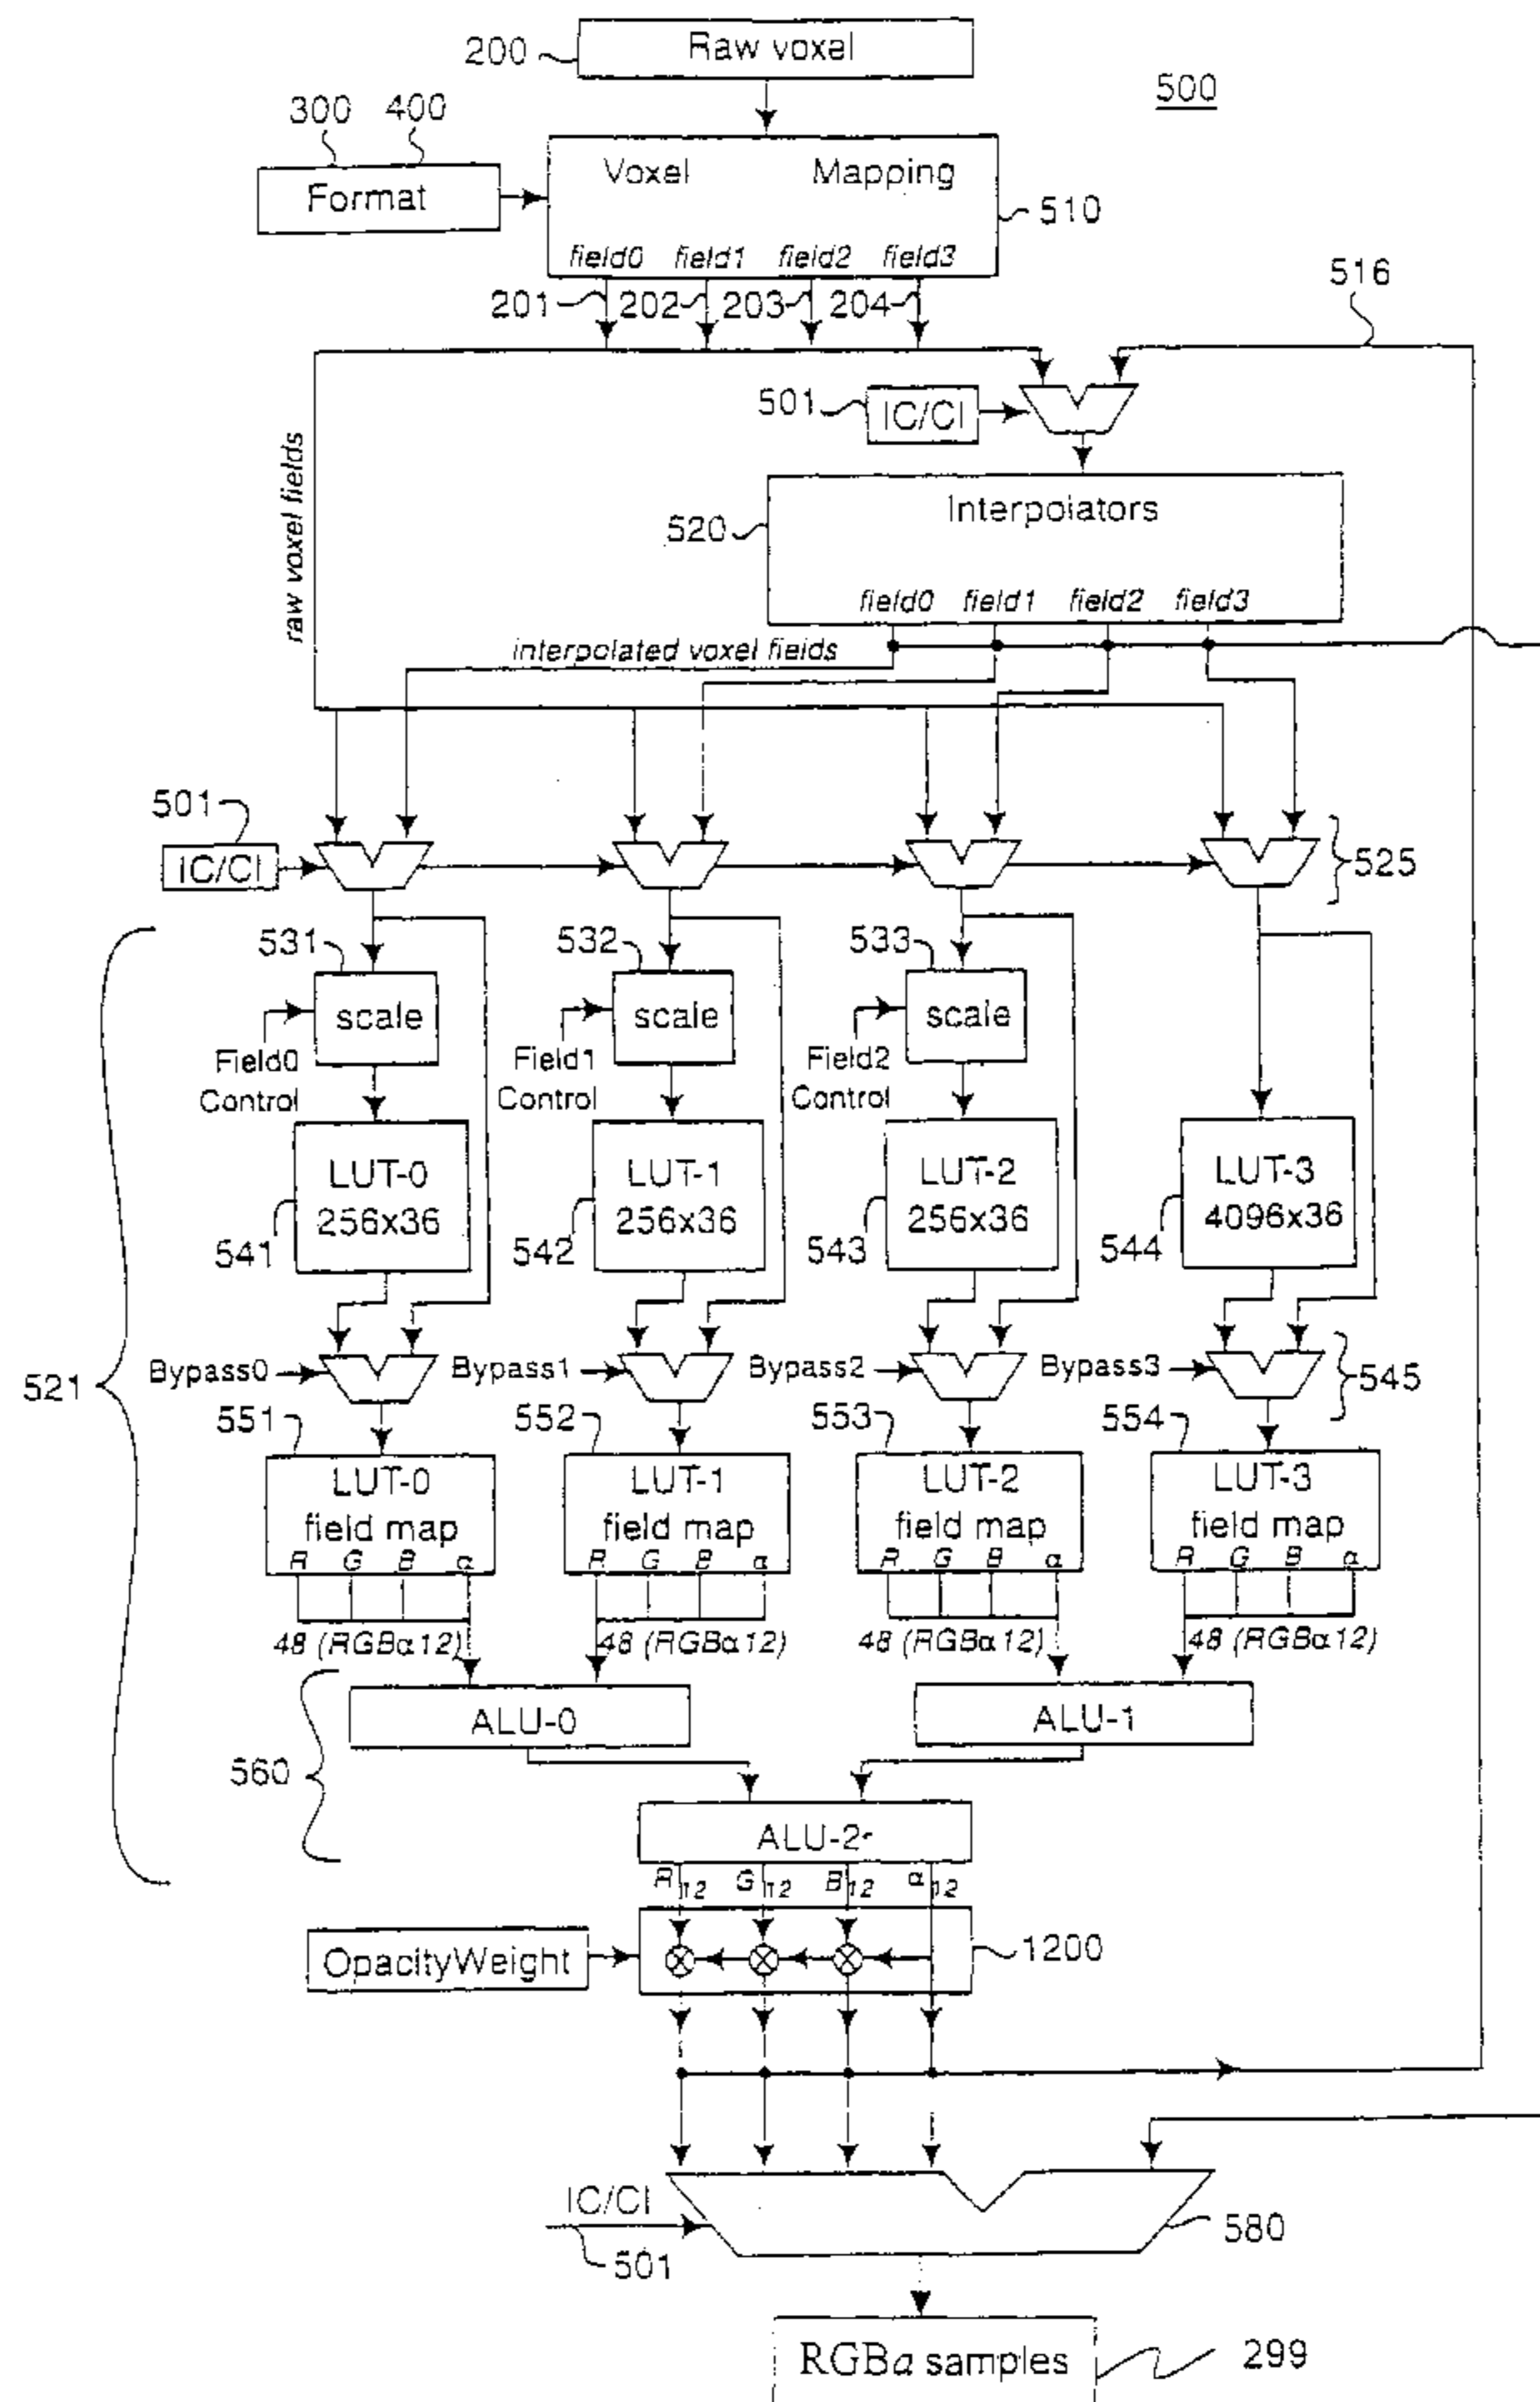 200 Raw voxel
500
300 400
Format
Voxel Mapping
510
field0 field1 field2 field3
201 202 203 204
516
501 IC/CI
raw voxel fields
520
Interpolators
field0 field1 field2 field3
interpolated voxel fields
501
IC/CI
525
521
531 532 533
scale scale scale
Field0 Control
Field1 Control
Field2 Control
LUT-0 256x36
LUT-1 256x36
LUT-2 256x36
LUT-3 4096x36
541 542 543 544
Bypass0 Bypass1 Bypass2 Bypass3
545
551 552 553 554
LUT-0 field map
LUT-1 field map
LUT-2 field map
LUT-3 field map
R G B α R G B α R G B α R G B α
48 (RGBα12) 48 (RGBα12) 48 (RGBα12) 48 (RGBα12)
560
ALU-0 ALU-1
ALU-2
R 12 G 12 B 12 α 12
OpacityWeight
1200
IC/CI
501
580
RGBα samples
299